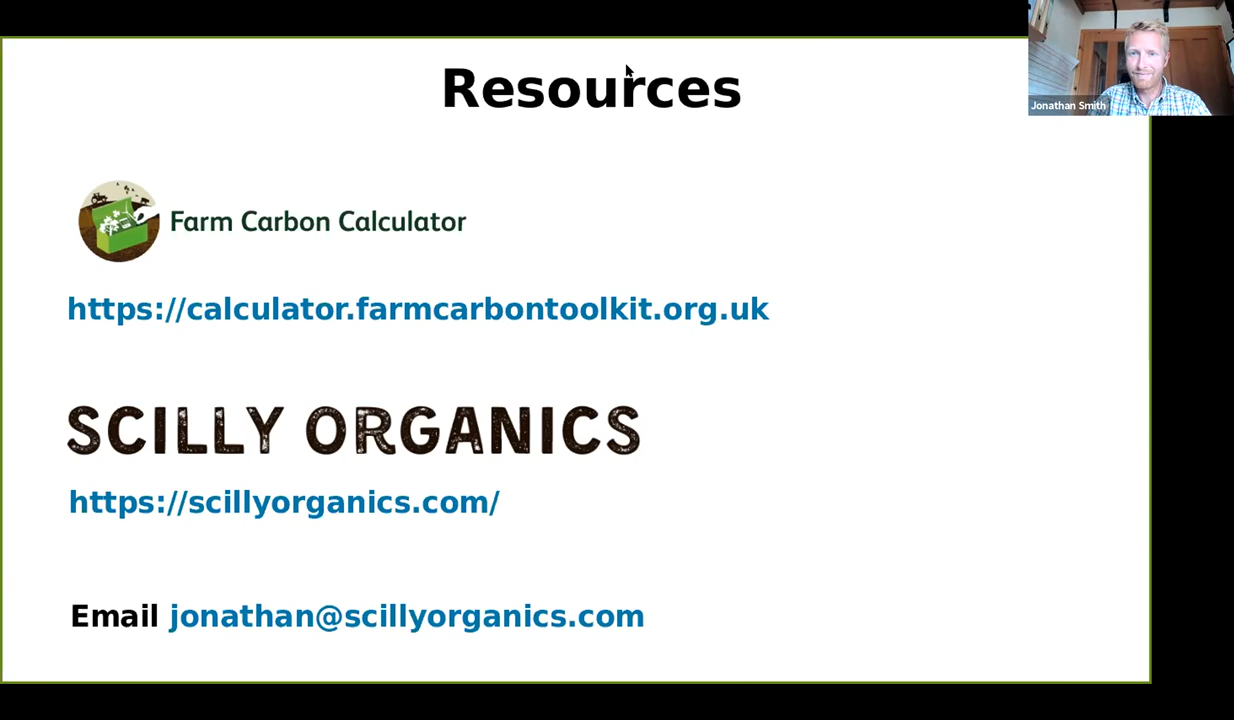 Resources
Jonathan Smith
Farm Carbon Calculator
https://calculator.farmcarbontoolkit.org.uk
SCILLY ORGANICS
https://scillyorganics.com/
Email jonathan@scillyorganics.com